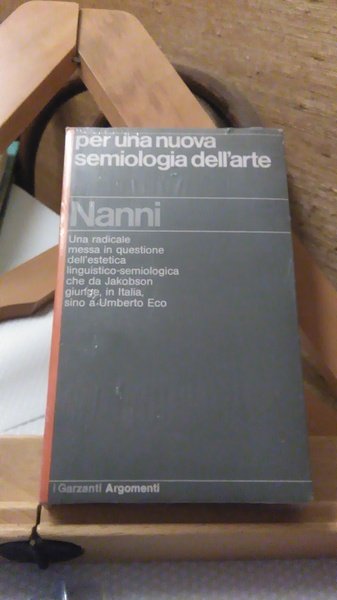 per una nuova
semiologia dell'arte
Nanni
Una radicale
messa in questione
dell'estetica
linguistico-semiologica
che da Jakobson
giunge, in Italia,
sino a Umberto Eco
i Garzanti Argomenti